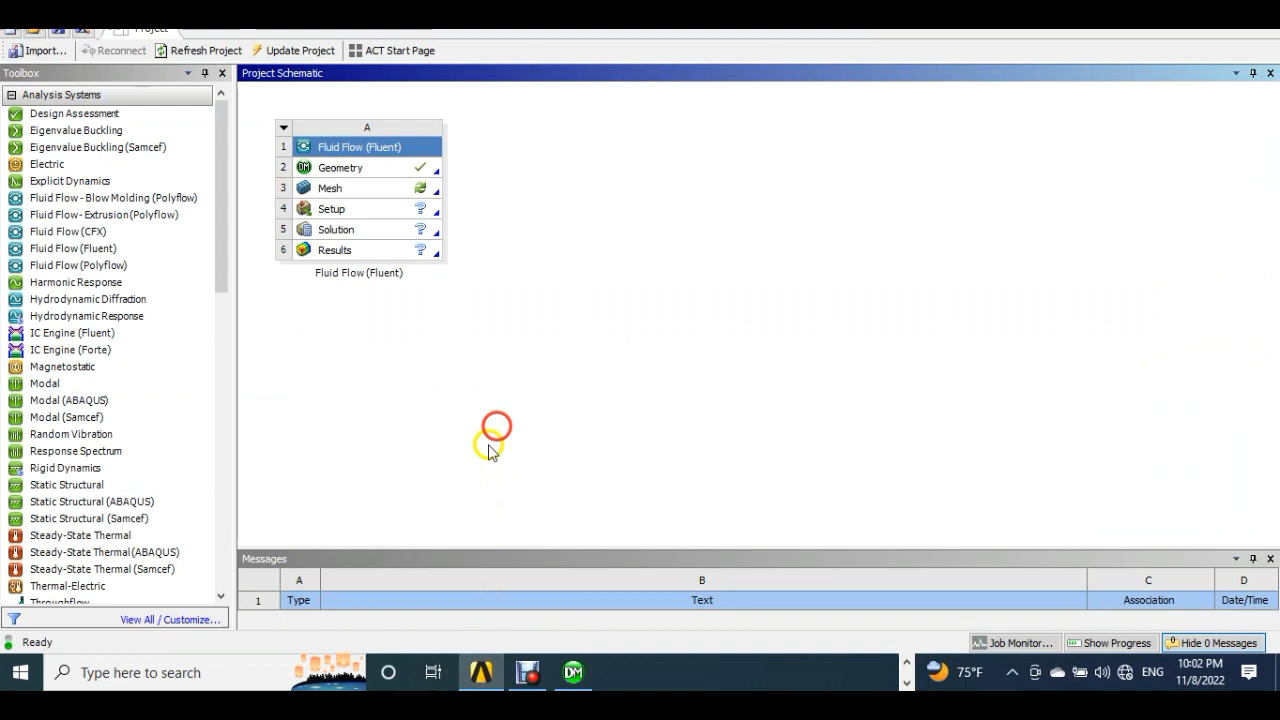 Project
Import... Reconnect Refresh Project Update Project ACT Start Page
Toolbox
Project Schematic
Analysis Systems
Design Assessment
Eigenvalue Buckling
Eigenvalue Buckling (Samcef)
Electric
Explicit Dynamics
Fluid Flow - Blow Molding (Polyflow)
Fluid Flow - Extrusion (Polyflow)
Fluid Flow (CFX)
Fluid Flow (Fluent)
Fluid Flow (Polyflow)
Harmonic Response
Hydrodynamic Diffraction
Hydrodynamic Response
IC Engine (Fluent)
IC Engine (Forte)
Magnetostatic
Modal
Modal (ABAQUS)
Modal (Samcef)
Random Vibration
Response Spectrum
Rigid Dynamics
Static Structural
Static Structural (ABAQUS)
Static Structural (Samcef)
Steady-State Thermal
Steady-State Thermal (ABAQUS)
Steady-State Thermal (Samcef)
Thermal-Electric
Throughflow
View All / Customize...
A
1 Fluid Flow (Fluent)
2 DM Geometry
3 Mesh
4 Setup ?
5 Solution ?
6 Results ?
Fluid Flow (Fluent)
Messages
A B C D
1 Type Text Association Date/Time
Ready
Job Monitor... Show Progress Hide 0 Messages
Type here to search
DM
75°F
ENG
10:02 PM
11/8/2022